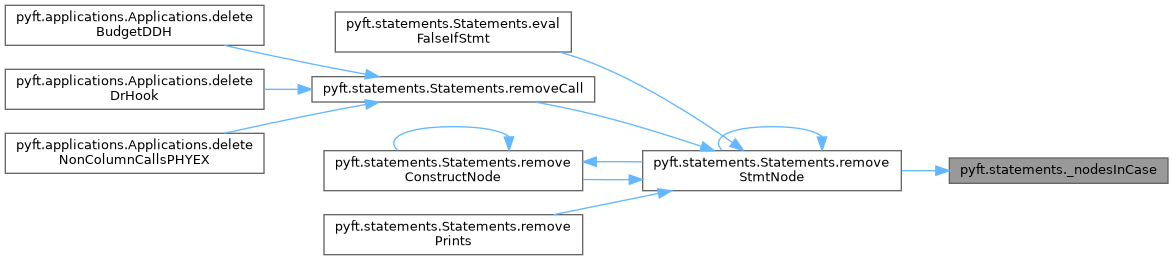 pyft.applications.Applications.delete
BudgetDDH
pyft.applications.Applications.delete
DrHook
pyft.applications.Applications.delete
NonColumnCallsPHYEX
pyft.statements.Statements.eval
FalseIfStmt
pyft.statements.Statements.removeCall
pyft.statements.Statements.remove
ConstructNode
pyft.statements.Statements.remove
Prints
pyft.statements.Statements.remove
StmtNode
pyft.statements._nodesInCase